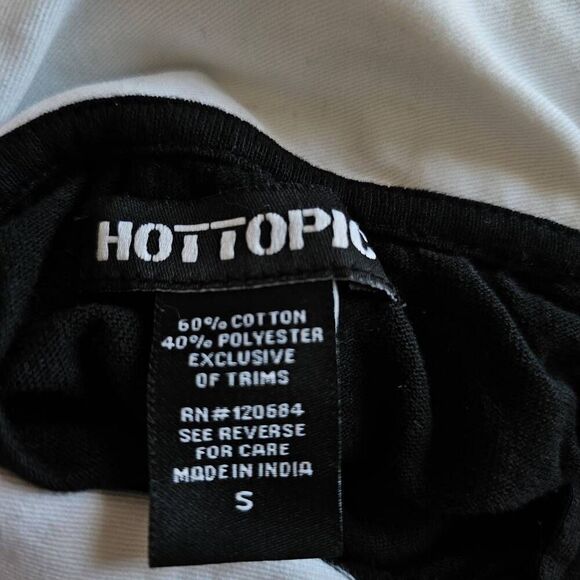 HOTTOPIC
60% COTTON
40% POLYESTER
EXCLUSIVE
OF TRIMS
RN#120684
SEE REVERSE
FOR CARE
MADE IN INDIA
S